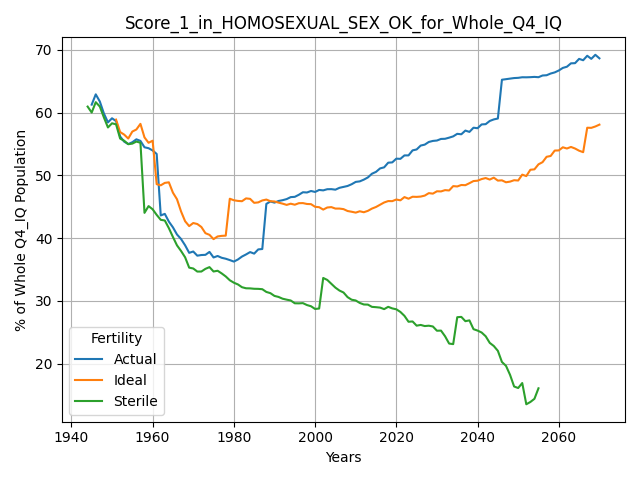 Score_1_in_HOMOSEXUAL_SEX_OK_for_Whole_Q4_IQ
% of Whole Q4_IQ Population
70
60
50
40
30
20
Fertility
Actual
Ideal
Sterile
1940 1960 1980 2000 2020 2040 2060
Years